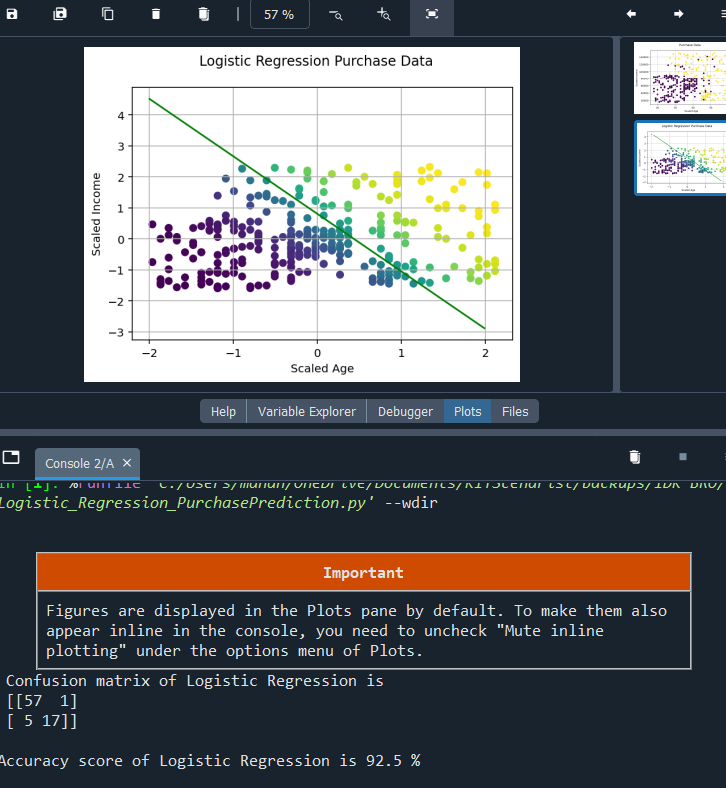 57 %
Logistic Regression Purchase Data
4
3
2
1
0
−1
−2
−3
Scaled Income
−2 −1 0 1 2
Scaled Age
Help Variable Explorer Debugger Plots Files
Console 2/A
In [1]: %runfile 'C:/Users/manan/OneDrive/Documents/
Logistic_Regression_PurchasePrediction.py' --wdir
Important
Figures are displayed in the Plots pane by default. To make them also
appear inline in the console, you need to uncheck "Mute inline
plotting" under the options menu of Plots.
Confusion matrix of Logistic Regression is
[[57 1]
[ 5 17]]
Accuracy score of Logistic Regression is 92.5 %